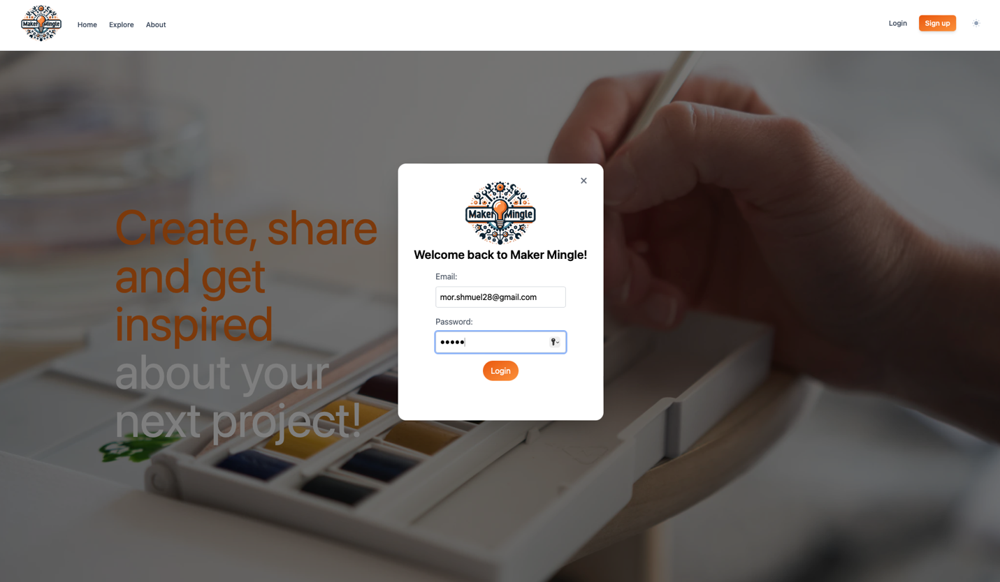 Maker Mingle
Home Explore About
Login Sign up
Create, share
and get
inspired
about your
next project!
Maker Mingle
Welcome back to Maker Mingle!
Email:
mor.shmuel28@gmail.com
Password:
•••••
Login